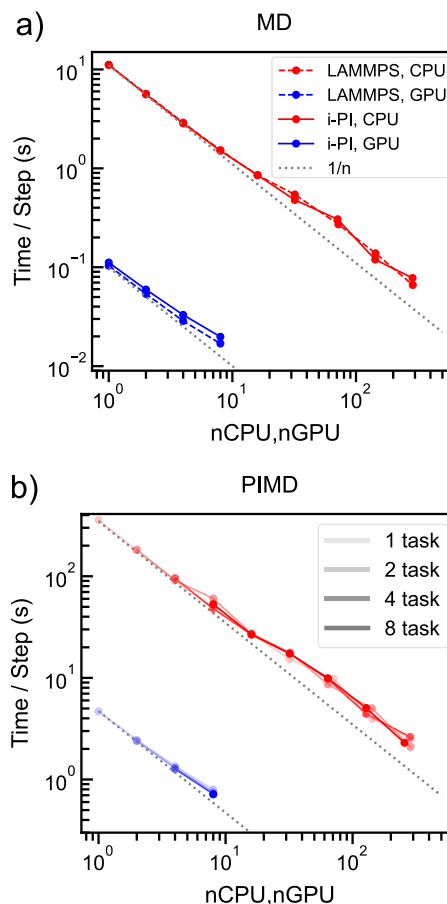 a)
MD
LAMMPS, CPU
LAMMPS, GPU
i-PI, CPU
i-PI, GPU
1/n
Time / Step (s)
10¹
10⁰
10⁻¹
10⁻²
10⁰
10¹
10²
nCPU,nGPU
b)
PIMD
1 task
2 task
4 task
8 task
Time / Step (s)
10²
10¹
10⁰
10⁰
10¹
10²
nCPU,nGPU